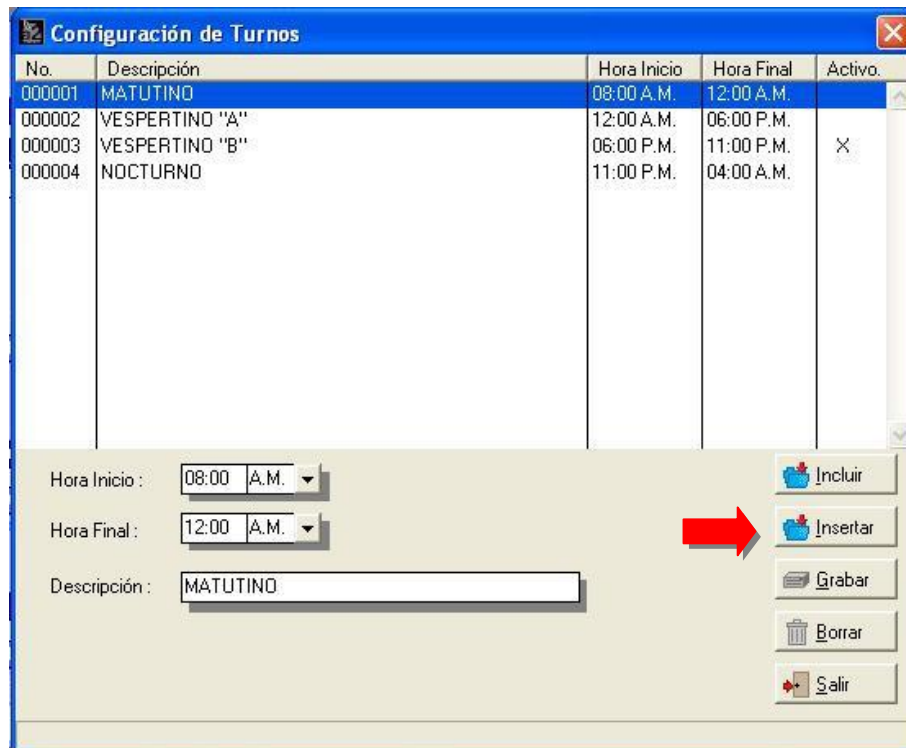 Configuración de Turnos
No. Descripción Hora Inicio Hora Final Activo.
000001 MATUTINO 08:00 A.M. 12:00 A.M.
000002 VESPERTINO "A" 12:00 A.M. 06:00 P.M.
000003 VESPERTINO "B" 06:00 P.M. 11:00 P.M. X
000004 NOCTURNO 11:00 P.M. 04:00 A.M.
Hora Inicio : 08:00 A.M. Incluir
Hora Final : 12:00 A.M. Insertar
Descripción : MATUTINO Grabar
Borrar
Salir